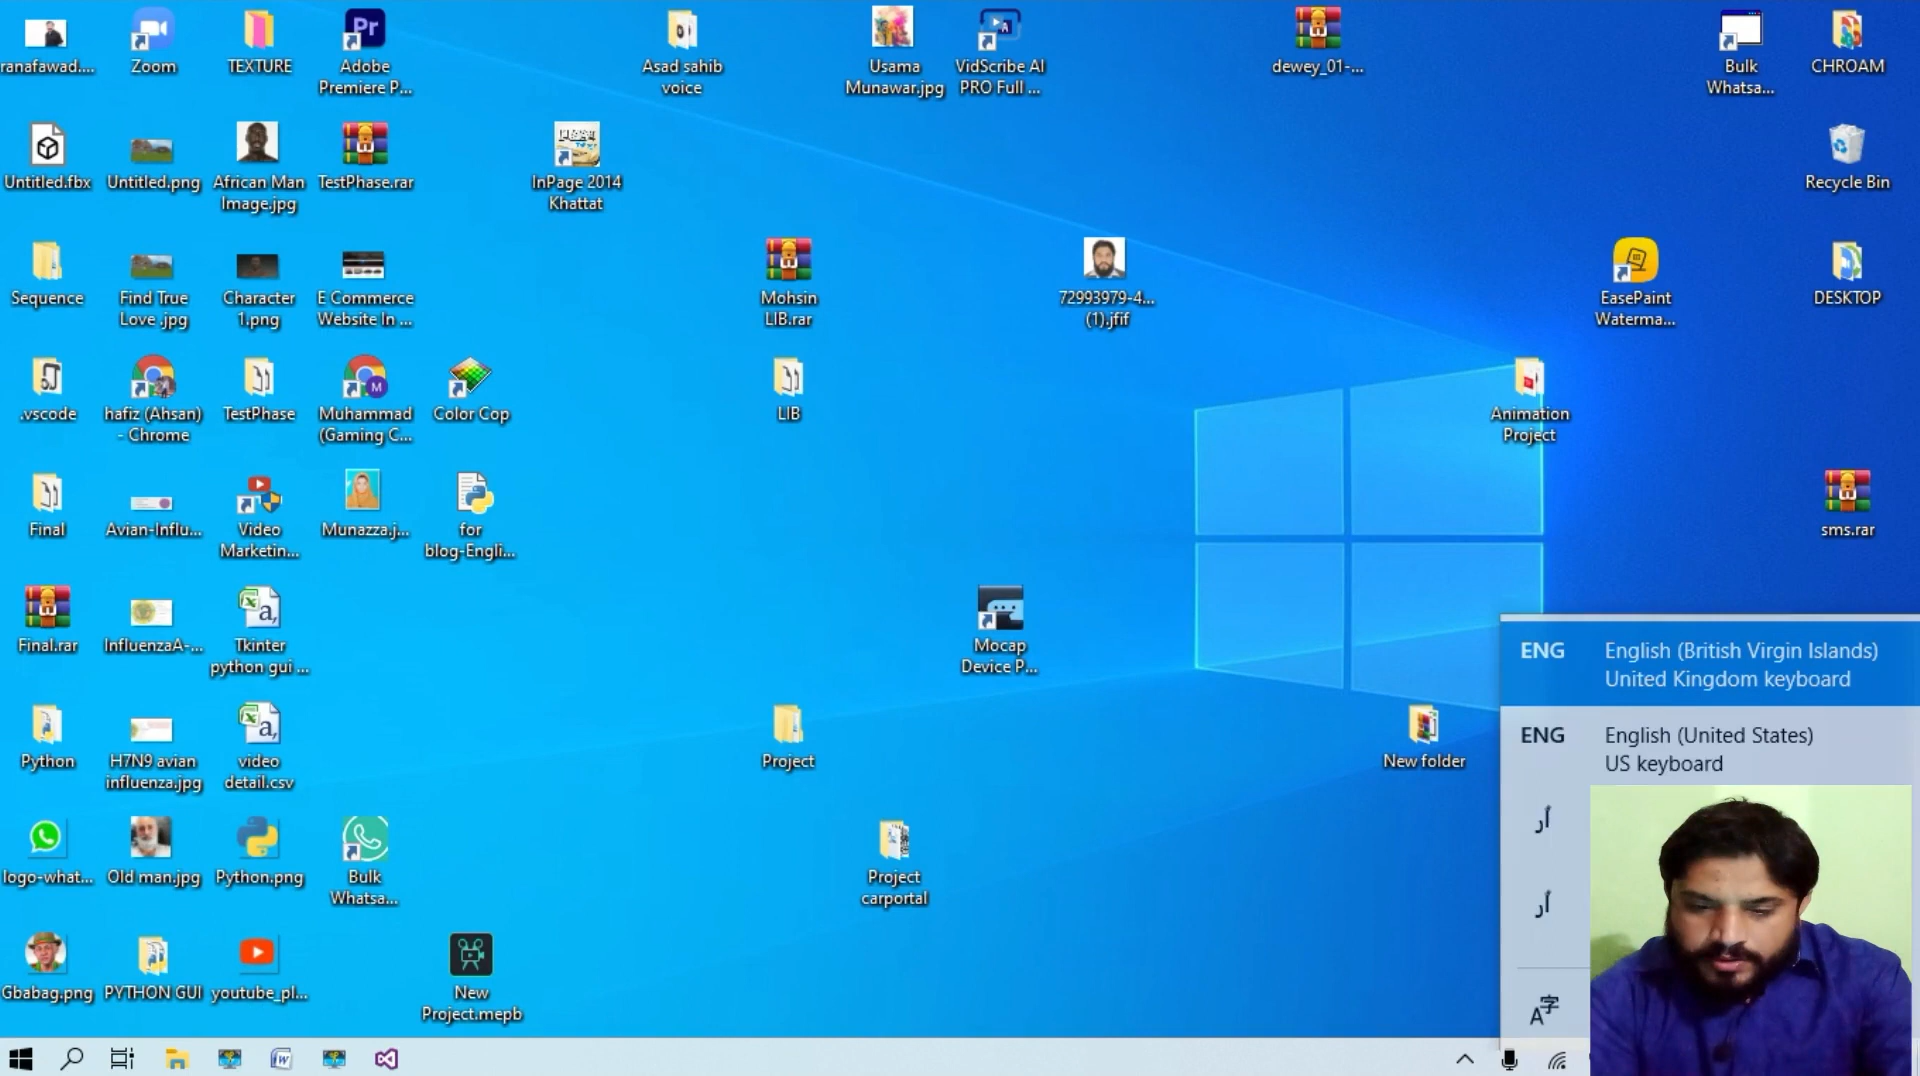 ranafawad....
Zoom
TEXTURE
Adobe
Premiere P...
Asad sahib
voice
Usama
Munawar.jpg
VidScribe AI
PRO Full ...
dewey_01-...
Bulk
Whatsa...
CHROAM
Untitled.fbx
Untitled.png
African Man
Image.jpg
TestPhase.rar
InPage 2014
Khattat
Recycle Bin
Sequence
Find True
Love .jpg
Character
1.png
E Commerce
Website In ...
Mohsin
LIB.rar
72993979-4...
(1).jfif
EasePaint
Waterma...
DESKTOP
.vscode
hafiz (Ahsan)
- Chrome
TestPhase
Muhammad
(Gaming C...
Color Cop
LIB
Animation
Project
Final
Avian-Influ...
Video
Marketin...
Munazza.j...
for
blog-Engli...
sms.rar
Final.rar
InfluenzaA-...
Tkinter
python gui ...
Mocap
Device P...
Python
H7N9 avian
influenza.jpg
video
detail.csv
Project
New folder
logo-what...
Old man.jpg
Python.png
Bulk
Whatsa...
Project
carportal
Gbabag.png
PYTHON GUI
youtube_pl...
New
Project.mepb
ENG
English (British Virgin Islands)
United Kingdom keyboard
ENG
English (United States)
US keyboard
اُر
اُر